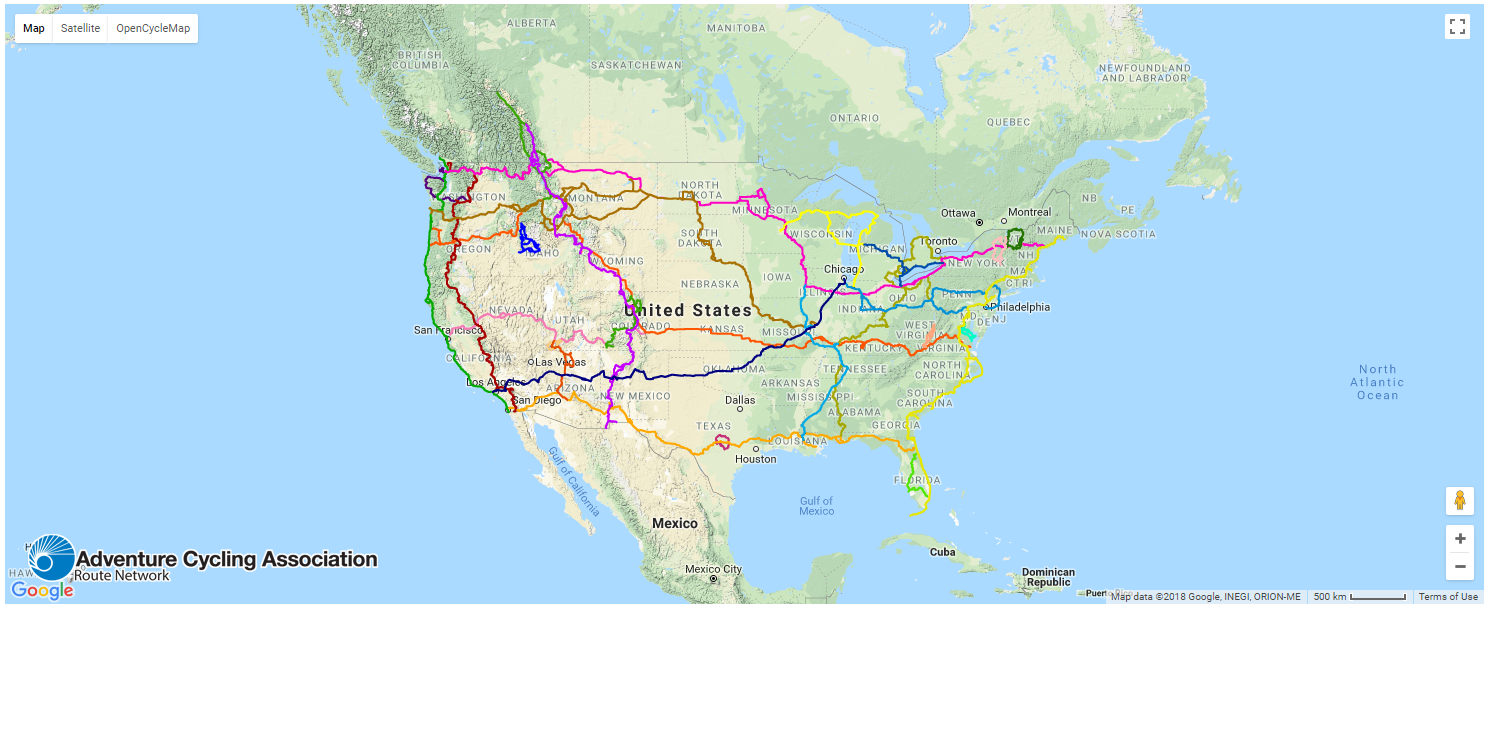 Map
Satellite
OpenCycleMap
ALBERTA
MANITOBA
BRITISH
COLUMBIA
SASKATCHEWAN
NEWFOUNDLAND
AND LABRADOR
ONTARIO
QUEBEC
NORTH
DAKOTA
MONTANA
MINNESOTA
Ottawa
Montreal
NB
PE
NOVA SCOTIA
MAINE
WISCONSIN
SOUTH
DAKOTA
MICHIGAN
Toronto
OREGON
IDAHO
WYOMING
NEW YORK
NH
MA
CT
RI
Chicago
IOWA
NEBRASKA
ILLINOIS
INDIANA
OHIO
PENN
Philadelphia
MD
DE
NJ
NEVADA
UTAH
United States
COLORADO
KANSAS
MISSOURI
WEST
VIRGINIA
VIRGINIA
KENTUCKY
San Francisco
CALIFORNIA
Las Vegas
OKLAHOMA
TENNESSEE
NORTH
CAROLINA
Los Angeles
ARIZONA
NEW MEXICO
ARKANSAS
MISSISSIPPI
SOUTH
CAROLINA
San Diego
Dallas
ALABAMA
GEORGIA
TEXAS
LOUISIANA
Houston
FLORIDA
North
Atlantic
Ocean
Gulf of
California
Gulf of
Mexico
Mexico
Mexico City
Cuba
Dominican
Republic
Puerto Rico
Adventure Cycling Association
Route Network
Google
Map data ©2018 Google, INEGI, ORION-ME
500 km
Terms of Use